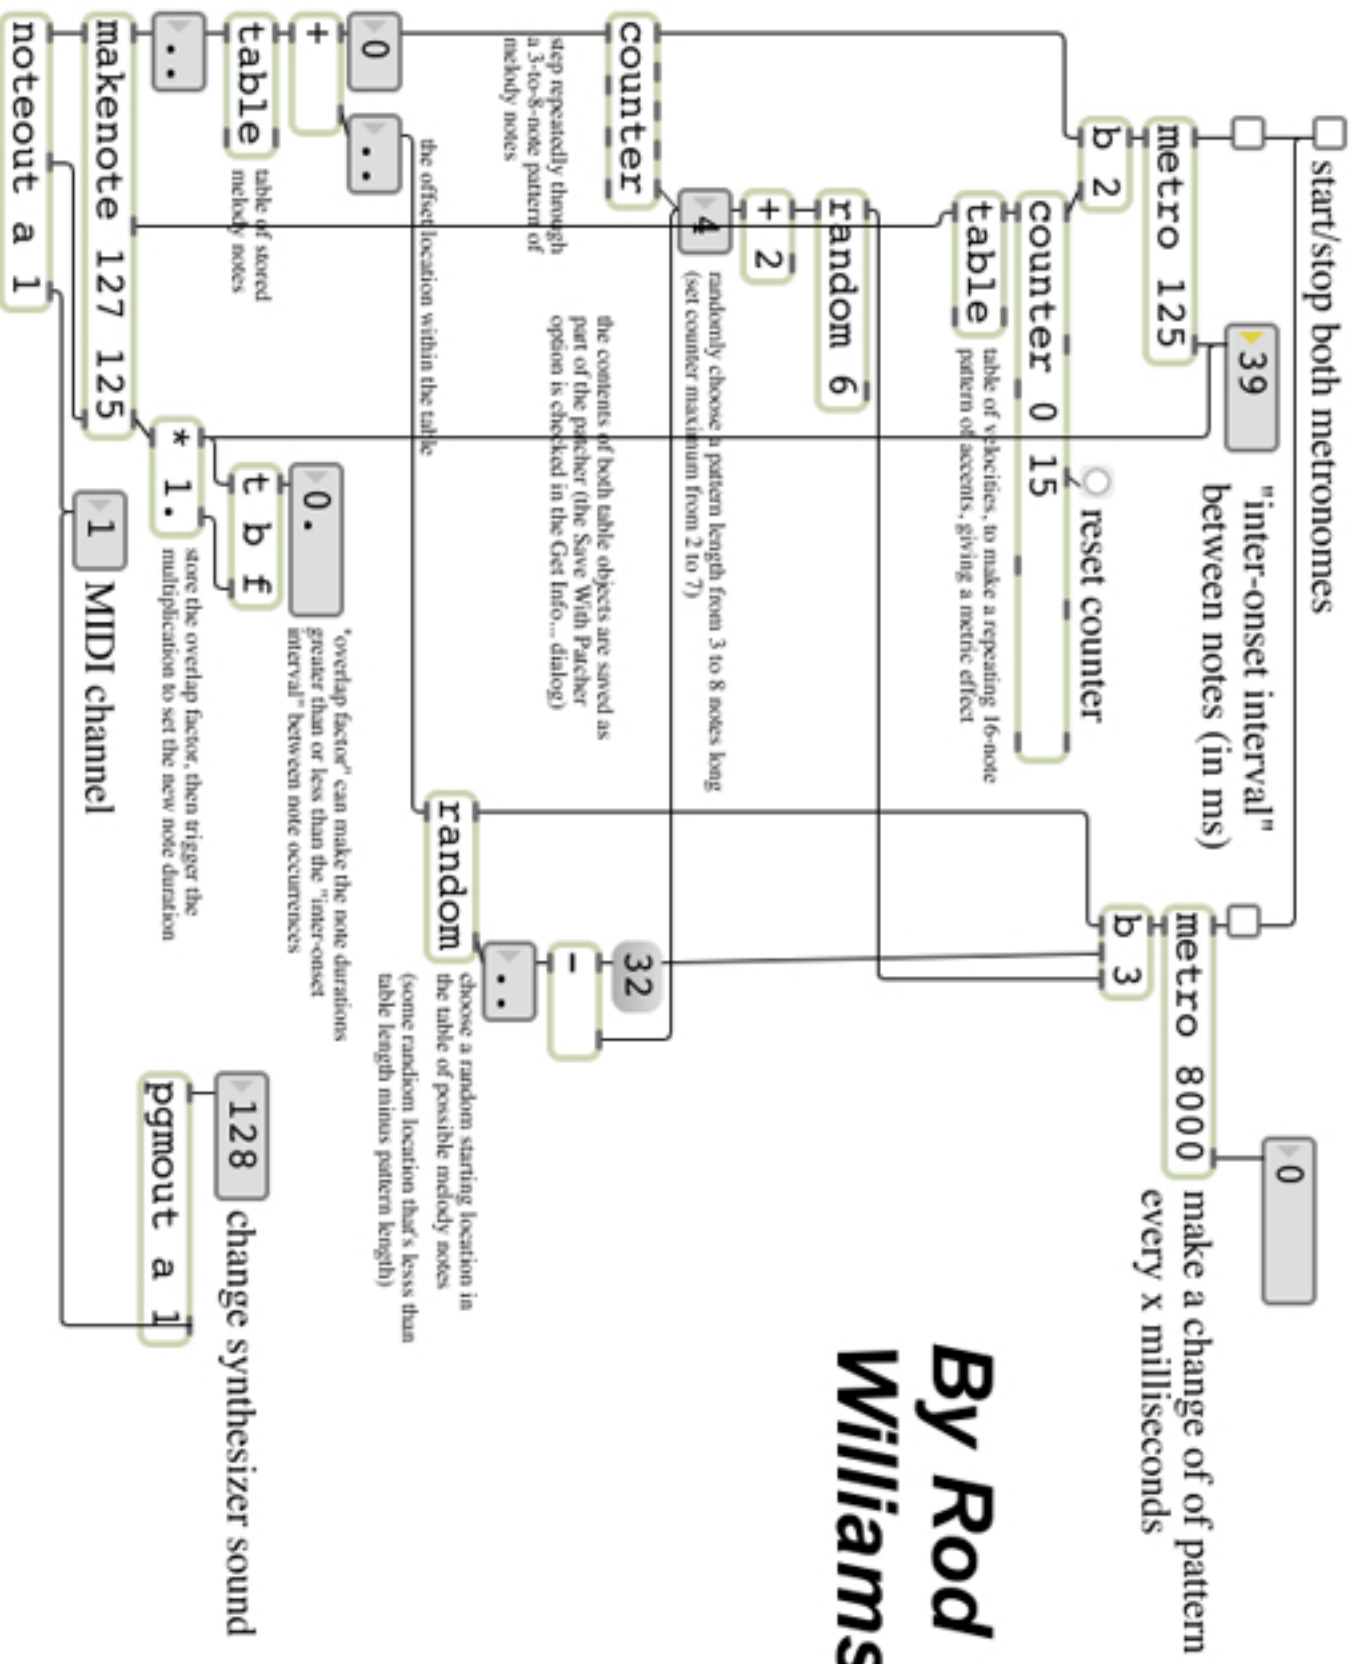 start/stop both metronomes
39
"inter-onset interval"
between notes (in ms)
0
metro 125
metro 8000
make a change of of pattern
every x milliseconds
b 2
b 3
reset counter
counter 0 15
table
table of velocities, to make a repeating 16-note
pattern of accents, giving a metric effect
By Rod
Williams
random 6
+ 2
4
randomly choose a pattern length from 3 to 8 notes long
(set counter maximum from 2 to 7)
counter
step repeatedly through
a 3-to-8-note pattern of
melody notes
the contents of both table objects are saved as
part of the patcher (the Save With Patcher
option is checked in the Get Info... dialog)
32
-
..
random
choose a random starting location in
the table of possible melody notes
(some randiom location that's lesss than
table length minus pattern length)
the offset location within the table
0
..
+
table
table of stored
melody notes
0.
"overlap factor" can make the note durations
greater than or less than the "inter-onset
interval" between note occurrences
t b f
* 1.
store the overlap factor, then trigger the
multiplication to set the new note duration
128
change synthesizer sound
pgmout a 1
..
makenote 127 125
1
MIDI channel
noteout a 1